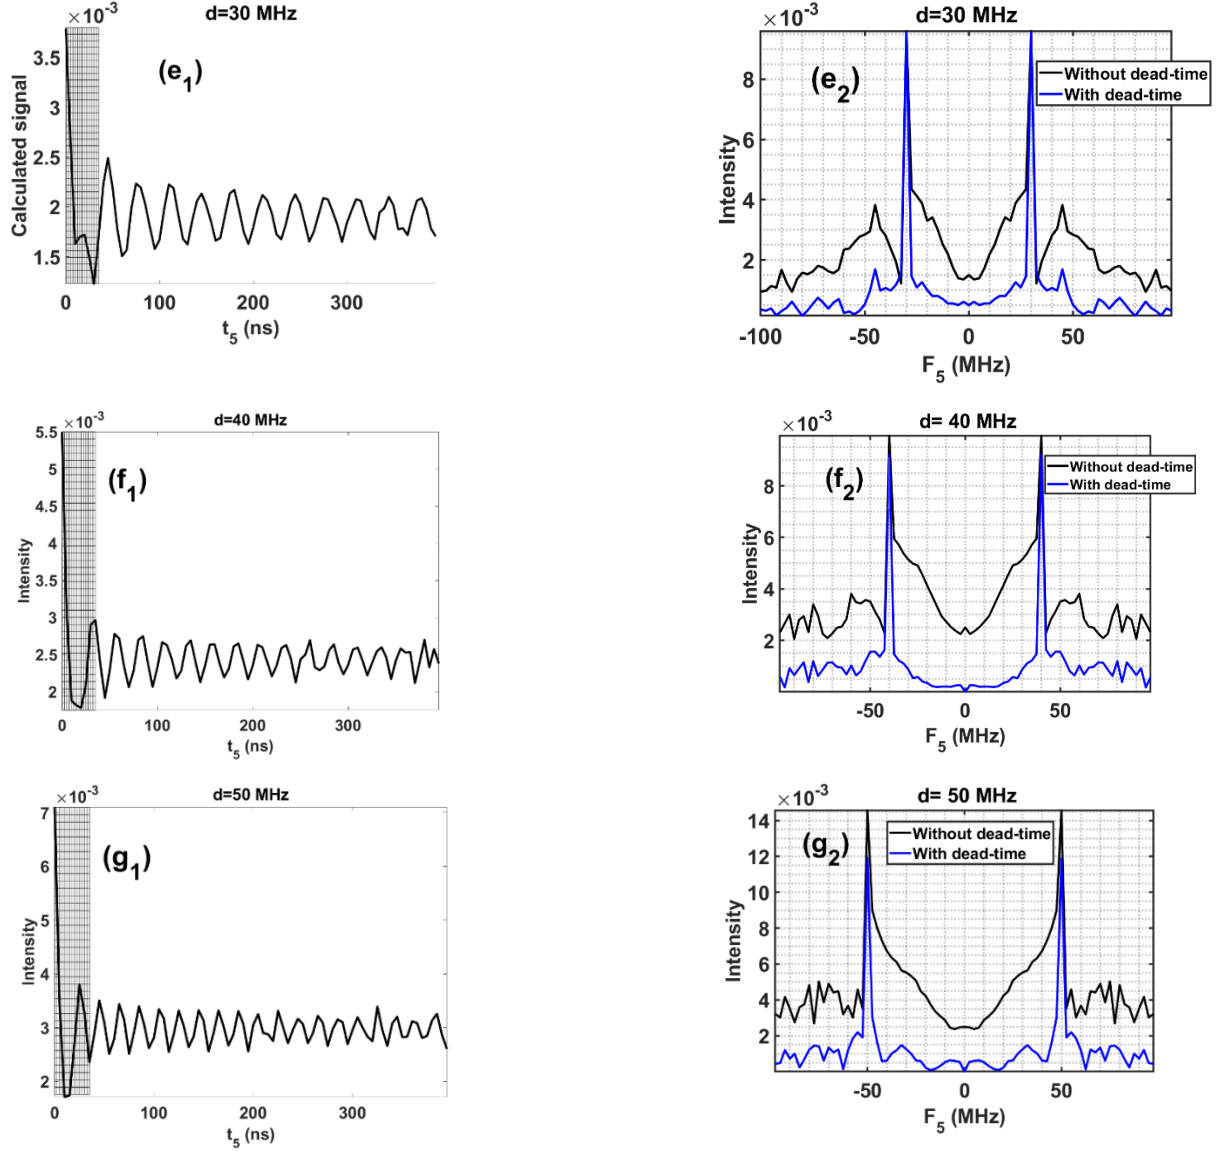 ×10⁻³
d=30 MHz
(e₁)
Calculated signal
3.5
3
2.5
2
1.5
0
100
200
300
t₅ (ns)
×10⁻³
d=30 MHz
(e₂)
Without dead-time
With dead-time
Intensity
8
6
4
2
-100
-50
0
50
F₅ (MHz)
×10⁻³
d=40 MHz
(f₁)
Intensity
5.5
5
4.5
4
3.5
3
2.5
2
0
100
200
300
t₅ (ns)
×10⁻³
d= 40 MHz
(f₂)
Without dead-time
With dead-time
Intensity
8
6
4
2
-50
0
50
F₅ (MHz)
×10⁻³
d=50 MHz
(g₁)
Intensity
7
6
5
4
3
2
0
100
200
300
t₅ (ns)
×10⁻³
d= 50 MHz
(g₂)
Without dead-time
With dead-time
Intensity
14
12
10
8
6
4
2
-50
0
50
F₅ (MHz)